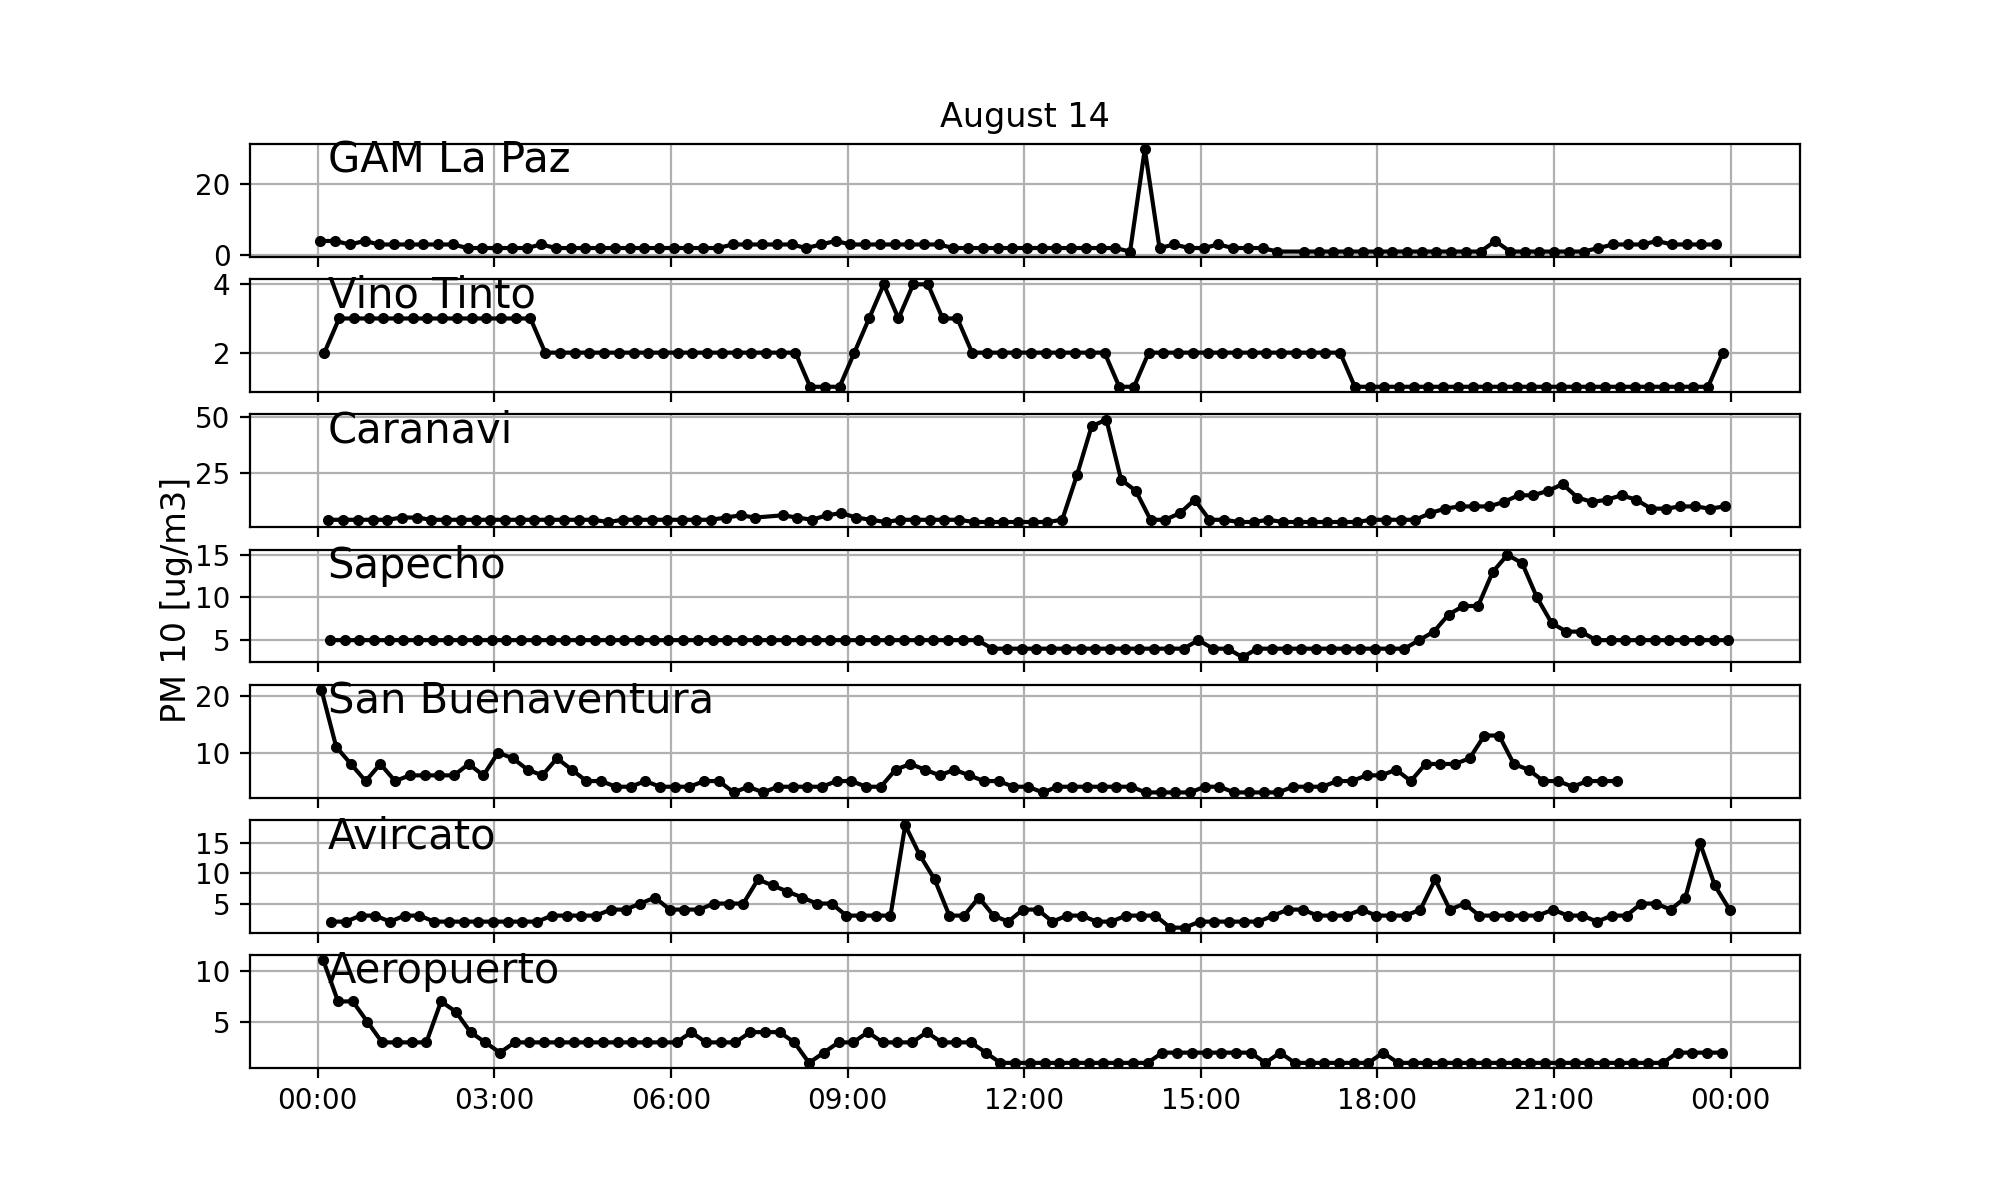 August 14
GAM La Paz
20
0
Vino Tinto
4
2
Caranavi
50
25
PM 10 [ug/m3]
Sapecho
15
10
5
San Buenaventura
20
10
Avircato
15
10
5
Aeropuerto
10
5
00:00 03:00 06:00 09:00 12:00 15:00 18:00 21:00 00:00